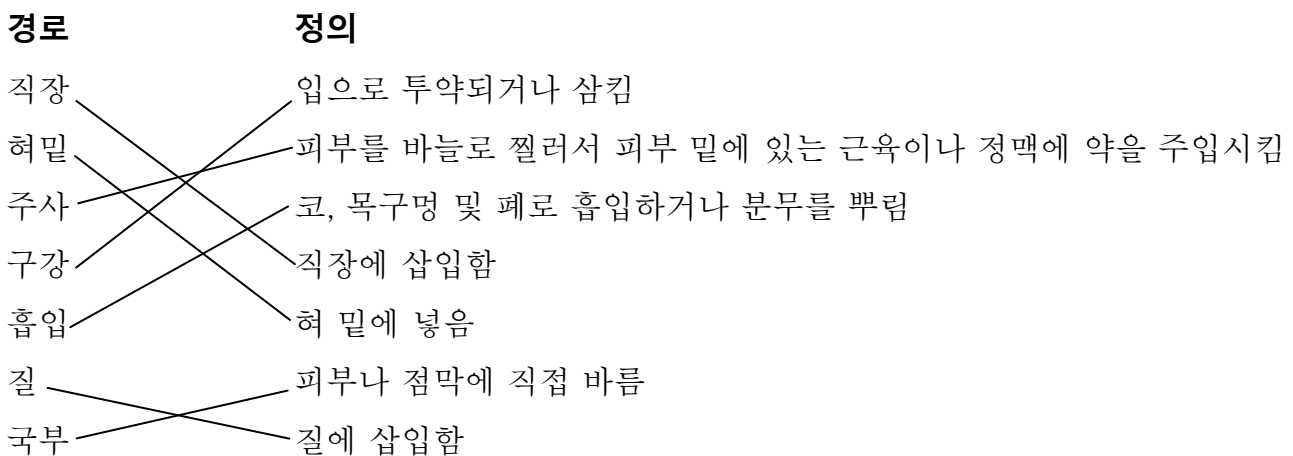 경로 정의
직장 입으로 투약되거나 삼킴
혀밑 피부를 바늘로 찔러서 피부 밑에 있는 근육이나 정맥에 약을 주입시킴
주사 코, 목구멍 및 폐로 흡입하거나 분무를 뿌림
구강 직장에 삽입함
흡입 혀 밑에 넣음
질 피부나 점막에 직접 바름
국부 질에 삽입함